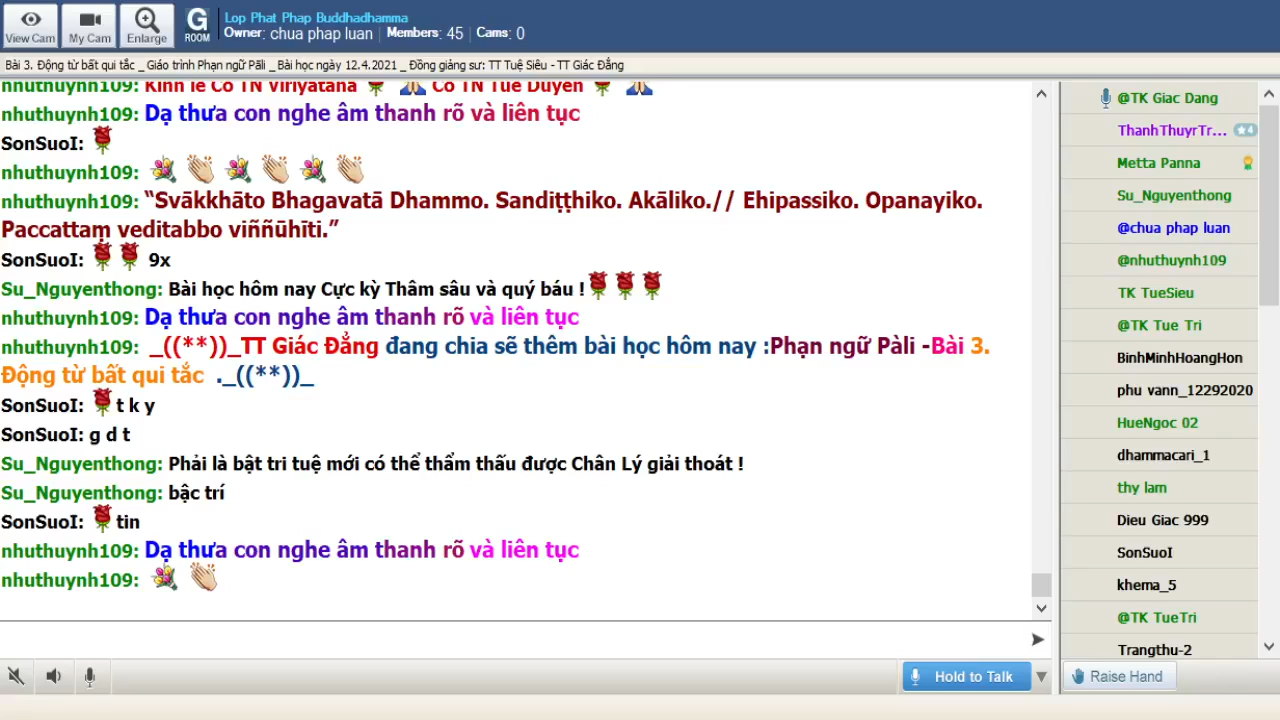 View Cam
My Cam
Enlarge
G
ROOM
Lop Phat Phap Buddhadhamma
Owner: chua phap luan | Members: 45 | Cams: 0
Bài 3. Động từ bất qui tắc _ Giáo trình Phạn ngữ Pāli _ Bài học ngày 12.4.2021 _ Đồng giảng sư: TT Tuệ Siêu - TT Giác Đẳng
nhuthuynh109: Kính lễ Cô TN Viriyatana Cô TN Tuệ Duyên
nhuthuynh109: Dạ thưa con nghe âm thanh rõ và liên tục
SonSuoI:
nhuthuynh109:
nhuthuynh109: “Svākkhāto Bhagavatā Dhammo. Sandiṭṭhiko. Akāliko.// Ehipassiko. Opanayiko.
Paccattaṃ veditabbo viññūhīti.”
SonSuoI: 9x
Su_Nguyenthong: Bài học hôm nay Cực kỳ Thâm sâu và quý báu !
nhuthuynh109: Dạ thưa con nghe âm thanh rõ và liên tục
nhuthuynh109: _((**))_TT Giác Đẳng đang chia sẽ thêm bài học hôm nay :Phạn ngữ Pàli -Bài 3.
Động từ bất qui tắc ._((**))_
SonSuoI: t k y
SonSuoI: g d t
Su_Nguyenthong: Phải là bật tri tuệ mới có thể thẩm thấu được Chân Lý giải thoát !
Su_Nguyenthong: bậc trí
SonSuoI: tin
nhuthuynh109: Dạ thưa con nghe âm thanh rõ và liên tục
nhuthuynh109:
@TK Giac Dang
ThanhThuyrTr... 4
Metta Panna
Su_Nguyenthong
@chua phap luan
@nhuthuynh109
TK TueSieu
@TK Tue Tri
BinhMinhHoangHon
phu vann_12292020
HueNgoc 02
dhammacari_1
thy lam
Dieu Giac 999
SonSuoI
khema_5
@TK TueTri
Trangthu-2
Hold to Talk
Raise Hand